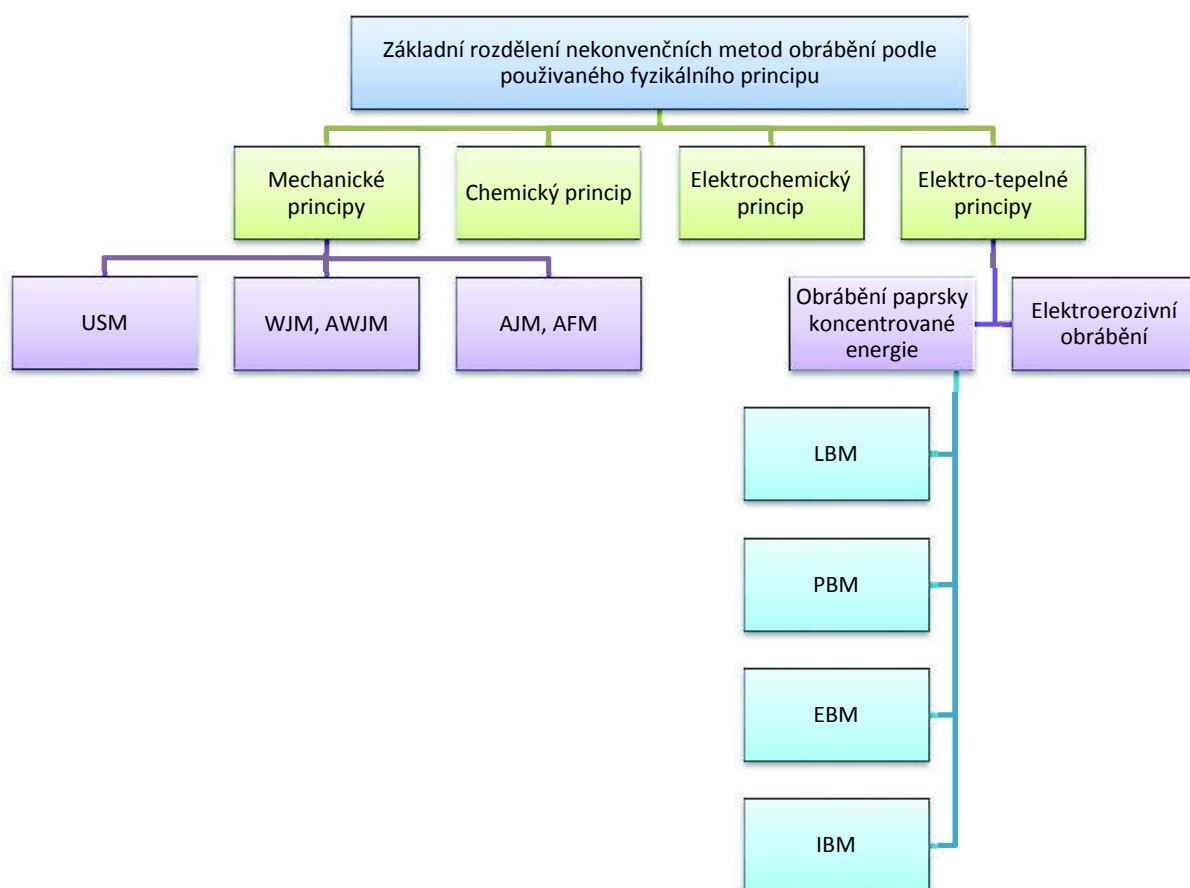 Základní rozdělení nekonvenčních metod obrábění podle
použivaného fyzikálního principu
Mechanické
principy
Chemický princip
Elektrochemický
princip
Elektro-tepelné
principy
USM
WJM, AWJM
AJM, AFM
Obrábění paprsky
koncentrované
energie
Elektroerozivní
obrábění
LBM
PBM
EBM
IBM